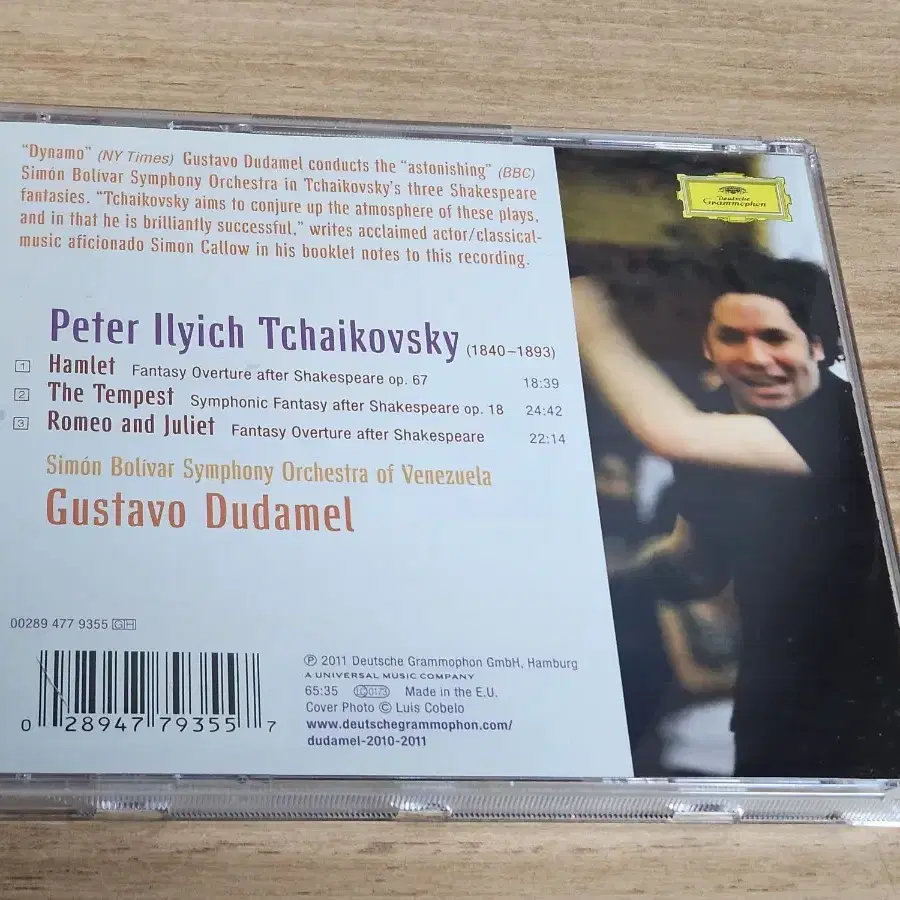 "Dynamo" (NY Times) Gustavo Dudamel conducts the "astonishing" (BBC)
Simón Bolívar Symphony Orchestra in Tchaikovsky's three Shakespeare
fantasies. "Tchaikovsky aims to conjure up the atmosphere of these plays,
and in that he is brilliantly successful," writes acclaimed actor/classical-
music aficionado Simon Callow in his booklet notes to this recording.
Deutsche
Grammophon
Peter Ilyich Tchaikovsky (1840–1893)
1 Hamlet Fantasy Overture after Shakespeare op. 67 18:39
2 The Tempest Symphonic Fantasy after Shakespeare op. 18 24:42
3 Romeo and Juliet Fantasy Overture after Shakespeare 22:14
Simón Bolívar Symphony Orchestra of Venezuela
Gustavo Dudamel
00289 477 9355 GH
0 28947 79355 7
℗ 2011 Deutsche Grammophon GmbH, Hamburg
A UNIVERSAL MUSIC COMPANY
65:35 LC0173 Made in the E.U.
Cover Photo © Luis Cobelo
www.deutschegrammophon.com/
dudamel-2010-2011